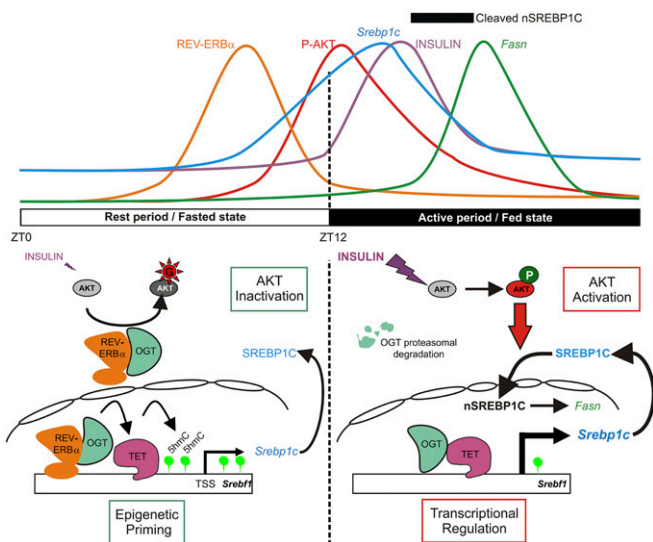 Cleaved nSREBP1C
REV-ERBα P-AKT Srebp1c INSULIN Fasn
Rest period / Fasted state Active period / Fed state
ZT0 ZT12
INSULIN
AKT
G
AKT
AKT
Inactivation
REV-
ERBα
OGT
SREBP1C
REV-
ERBα
OGT
TET
5hmC
5hmC
Srebp1c
TSS Srebf1
Epigenetic
Priming
INSULIN
AKT
P
AKT
AKT
Activation
OGT proteasomal
degradation
SREBP1C
nSREBP1C Fasn
OGT
TET
Srebp1c
Srebf1
Transcriptional
Regulation